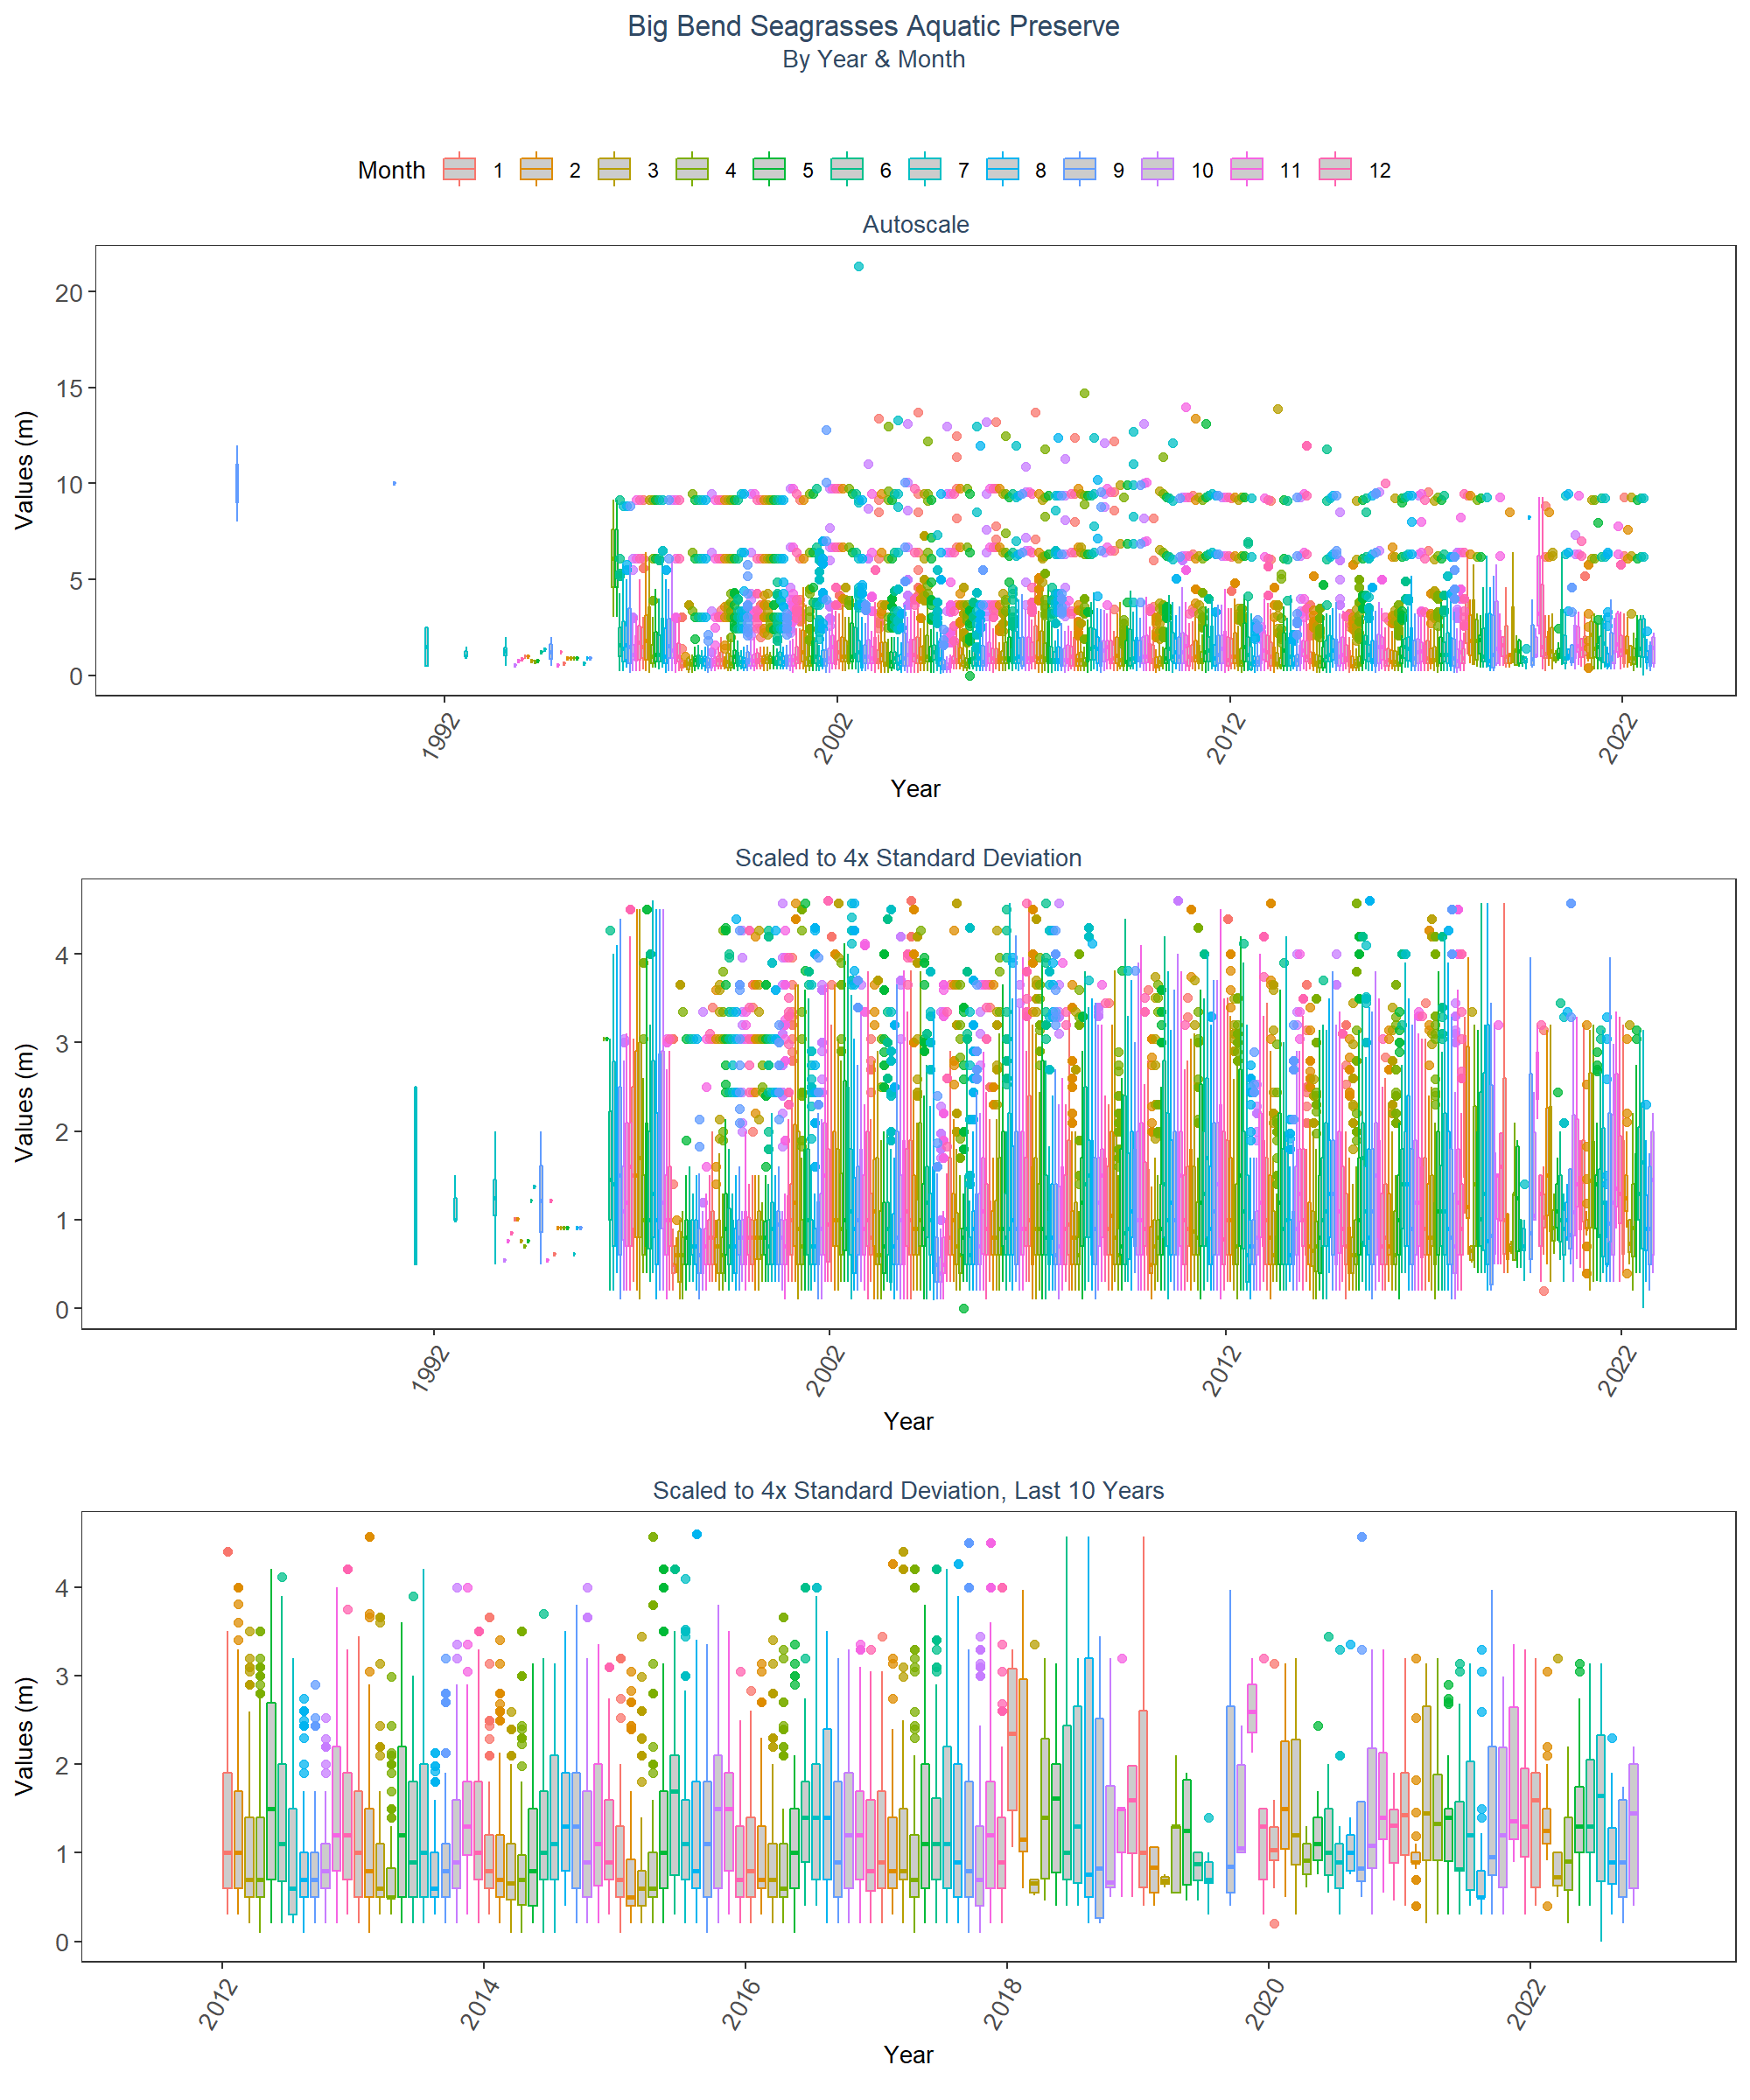 Big Bend Seagrasses Aquatic Preserve
By Year & Month
Month 1 2 3 4 5 6 7 8 9 10 11 12
Autoscale
Values (m)
20
15
10
5
0
1992 2002 2012 2022
Year
Scaled to 4x Standard Deviation
Values (m)
4
3
2
1
0
1992 2002 2012 2022
Year
Scaled to 4x Standard Deviation, Last 10 Years
Values (m)
4
3
2
1
0
2012 2014 2016 2018 2020 2022
Year